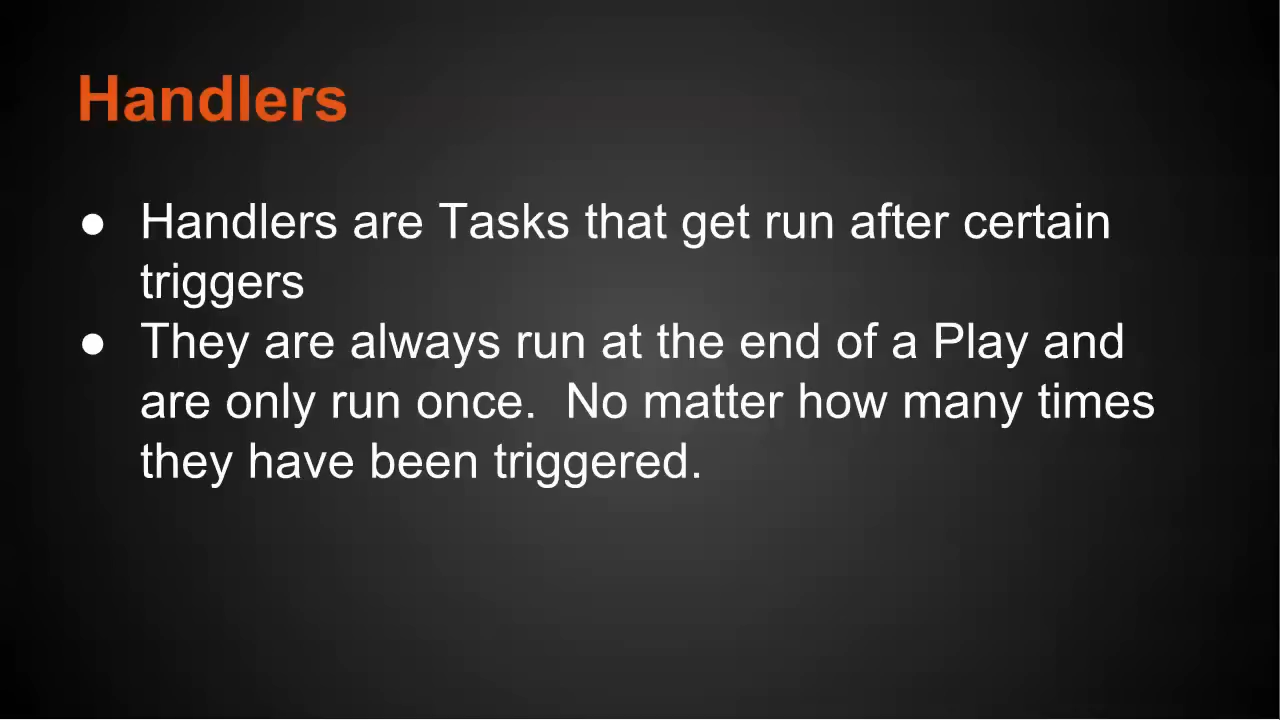 Handlers
● Handlers are Tasks that get run after certain
triggers
● They are always run at the end of a Play and
are only run once.  No matter how many times
they have been triggered.